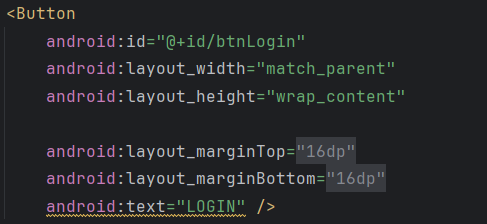 <Button
android:id="@+id/btnLogin"
android:layout_width="match_parent"
android:layout_height="wrap_content"
android:layout_marginTop="16dp"
android:layout_marginBottom="16dp"
android:text="LOGIN" />